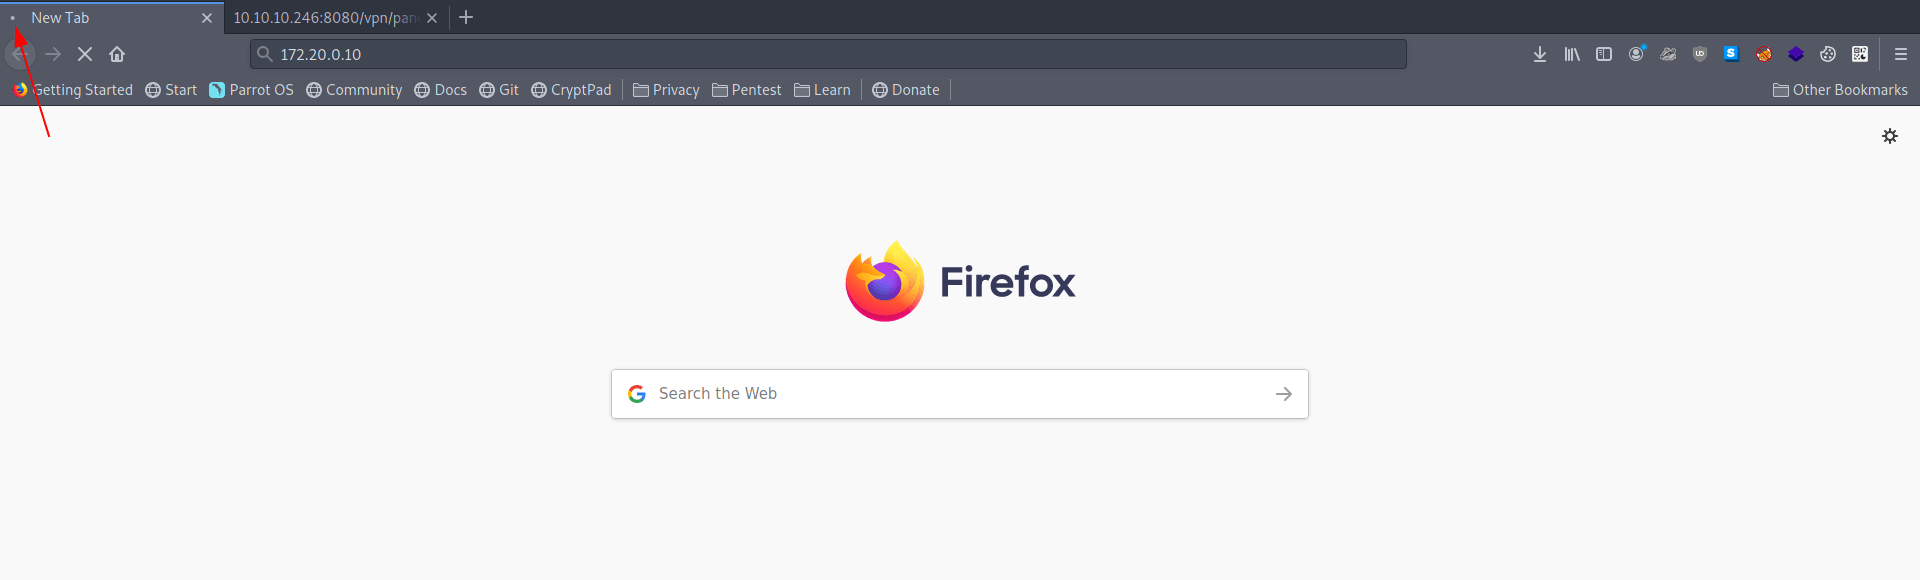 New Tab 10.10.10.246:8080/vpn/pan
172.20.0.10
Getting Started Start Parrot OS Community Docs Git CryptPad Privacy Pentest Learn Donate Other Bookmarks
Firefox
Search the Web